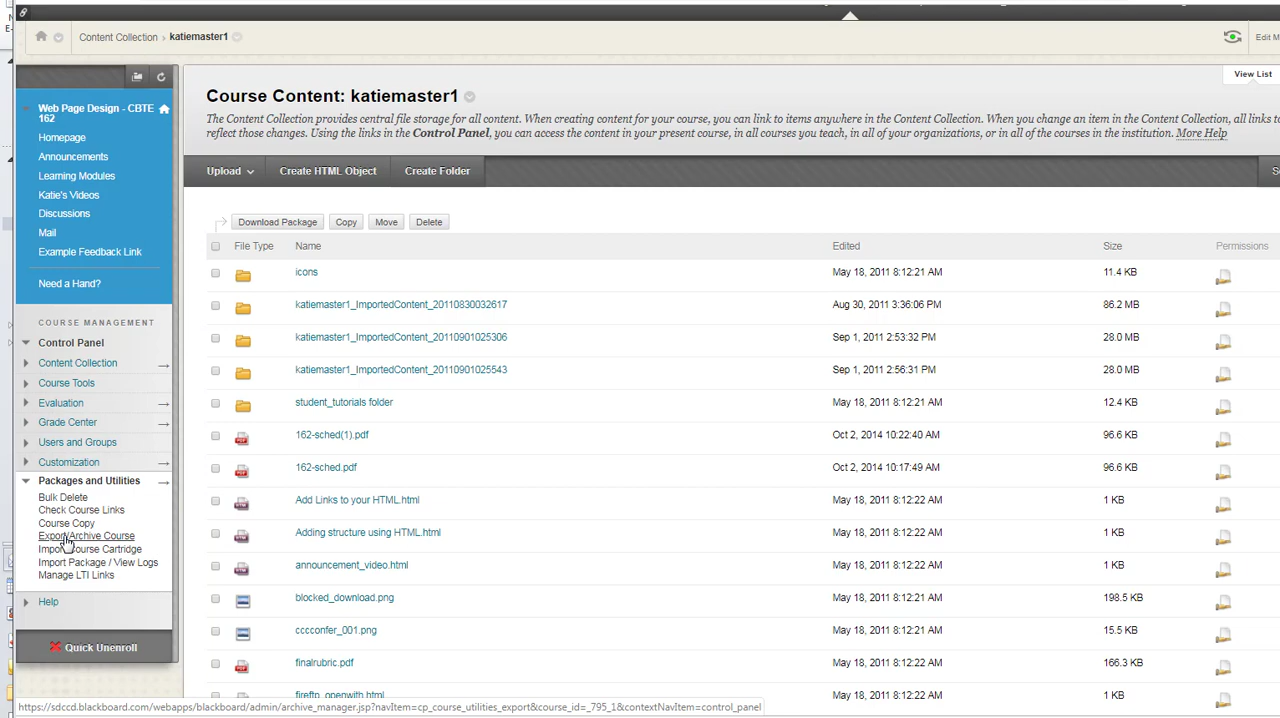 Content Collection > katiemaster1
Edit M
View List
Web Page Design - CBTE
162
Homepage
Announcements
Learning Modules
Katie's Videos
Discussions
Mail
Example Feedback Link
Need a Hand?
COURSE MANAGEMENT
Control Panel
Content Collection
Course Tools
Evaluation
Grade Center
Users and Groups
Customization
Packages and Utilities
Bulk Delete
Check Course Links
Course Copy
Export/Archive Course
Import Course Cartridge
Import Package / View Logs
Manage LTI Links
Help
Quick Unenroll
Course Content: katiemaster1
The Content Collection provides central file storage for all content. When creating content for your course, you can link to items anywhere in the Content Collection. When you change an item in the Content Collection, all links to
reflect those changes. Using the links in the Control Panel, you can access the content in your present course, in all courses you teach, in all of your organizations, or in all of the courses in the institution. More Help
Upload Create HTML Object Create Folder
Download Package Copy Move Delete
File Type Name Edited Size Permissions
icons May 18, 2011 8:12:21 AM 11.4 KB
katiemaster1_ImportedContent_20110830032617 Aug 30, 2011 3:36:06 PM 86.2 MB
katiemaster1_ImportedContent_20110901025306 Sep 1, 2011 2:53:32 PM 28.0 MB
katiemaster1_ImportedContent_20110901025543 Sep 1, 2011 2:56:31 PM 28.0 MB
student_tutorials folder May 18, 2011 8:12:21 AM 12.4 KB
162-sched(1).pdf Oct 2, 2014 10:22:40 AM 96.6 KB
162-sched.pdf Oct 2, 2014 10:17:49 AM 96.6 KB
Add Links to your HTML.html May 18, 2011 8:12:22 AM 1 KB
Adding structure using HTML.html May 18, 2011 8:12:22 AM 1 KB
announcement_video.html May 18, 2011 8:12:22 AM 1 KB
blocked_download.png May 18, 2011 8:12:21 AM 198.5 KB
cccconfer_001.png May 18, 2011 8:12:21 AM 15.5 KB
finalrubric.pdf May 18, 2011 8:12:22 AM 166.3 KB
fireftp_openwith.html May 18, 2011 8:12:22 AM 1 KB
https://sdccd.blackboard.com/webapps/blackboard/admin/archive_manager.jsp?navItem=cp_course_utilities_export&course_id=_795_1&contextNavItem=control_panel